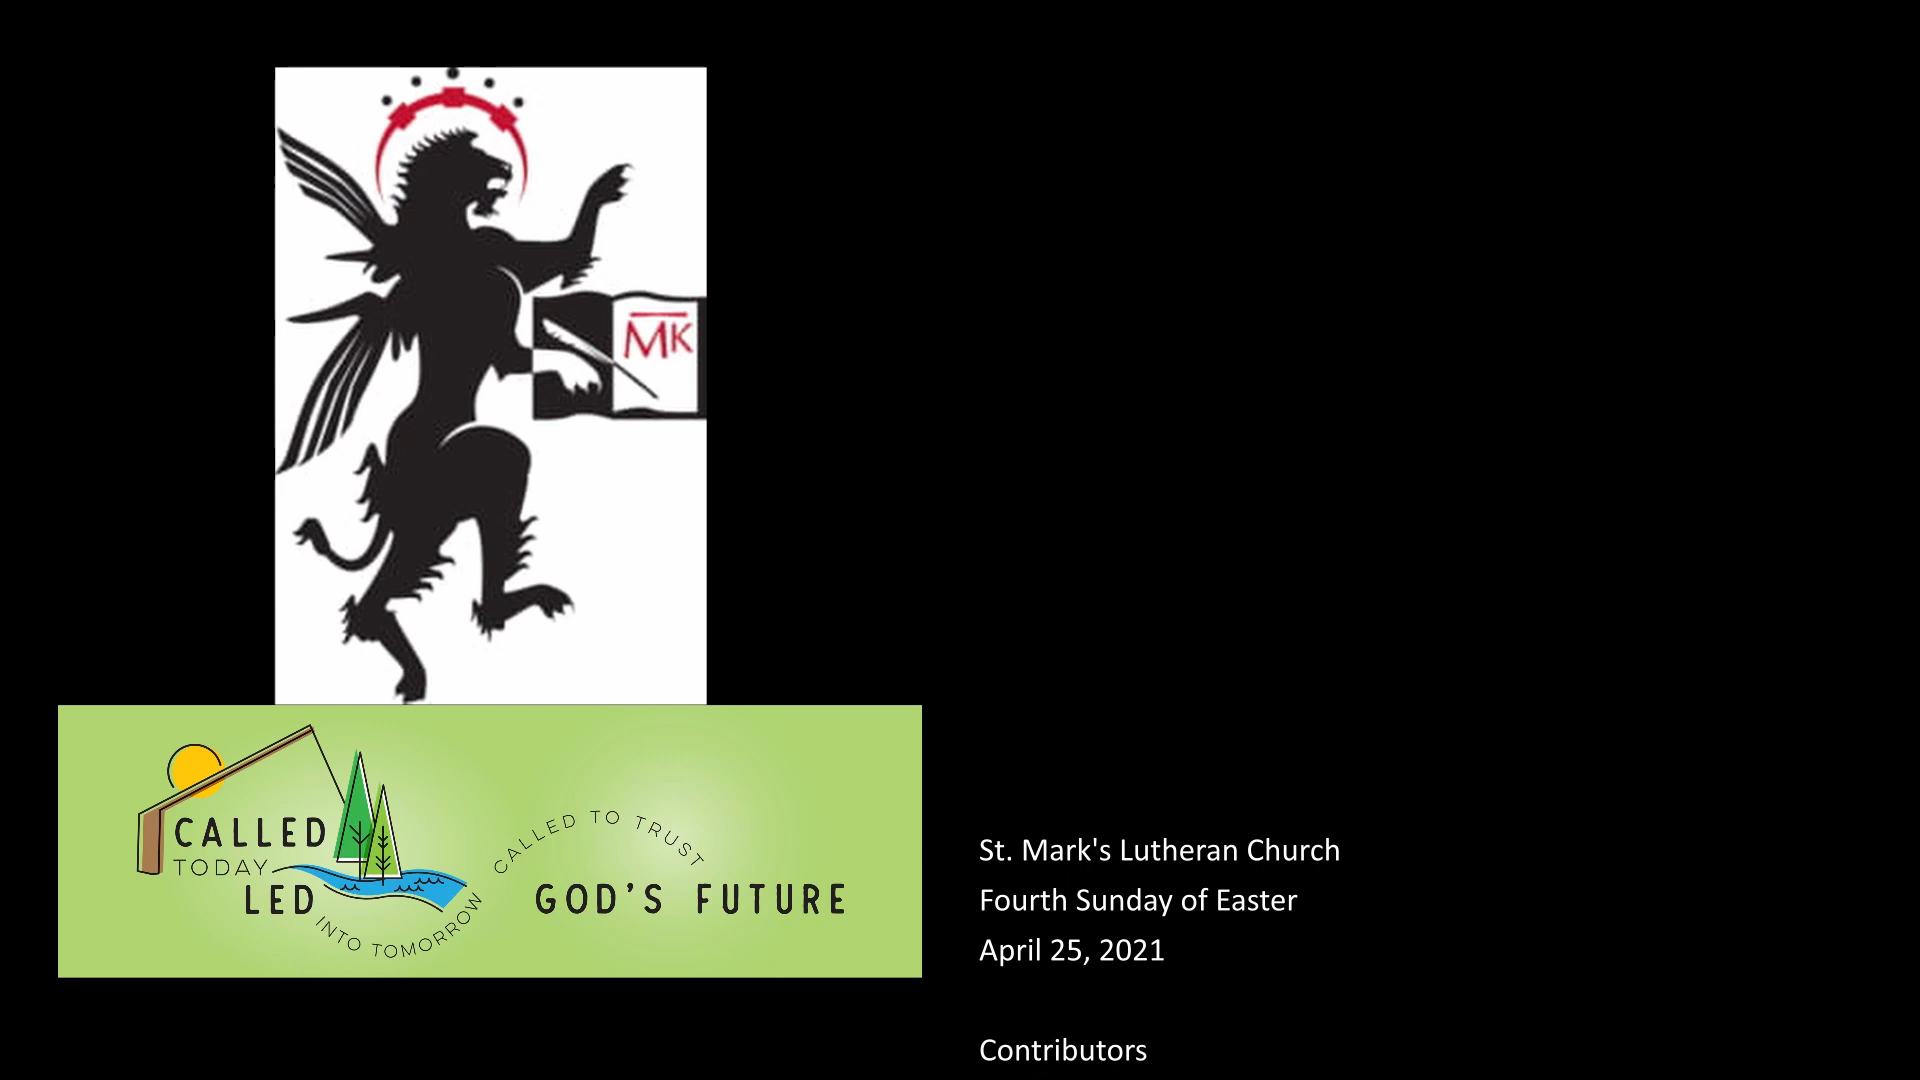 MK
CALLED
TODAY
LED
INTO TOMORROW
CALLED TO TRUST
GOD'S FUTURE
St. Mark's Lutheran Church
Fourth Sunday of Easter
April 25, 2021
Contributors